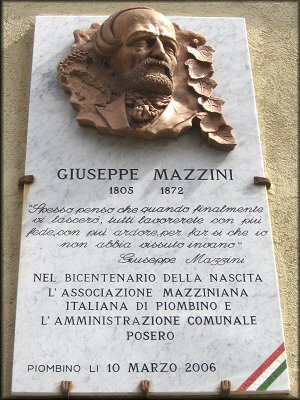 GIUSEPPE MAZZINI
1805 1872
"Spesso penso che quando finalmente
vi lascerò, tutti lavorerete con più
fede, con più ardore, per far sì che io
non abbia vissuto invano"
Giuseppe Mazzini
NEL BICENTENARIO DELLA NASCITA
L'ASSOCIAZIONE MAZZINIANA
ITALIANA DI PIOMBINO E
L'AMMINISTRAZIONE COMUNALE
POSERO
PIOMBINO LI 10 MARZO 2006